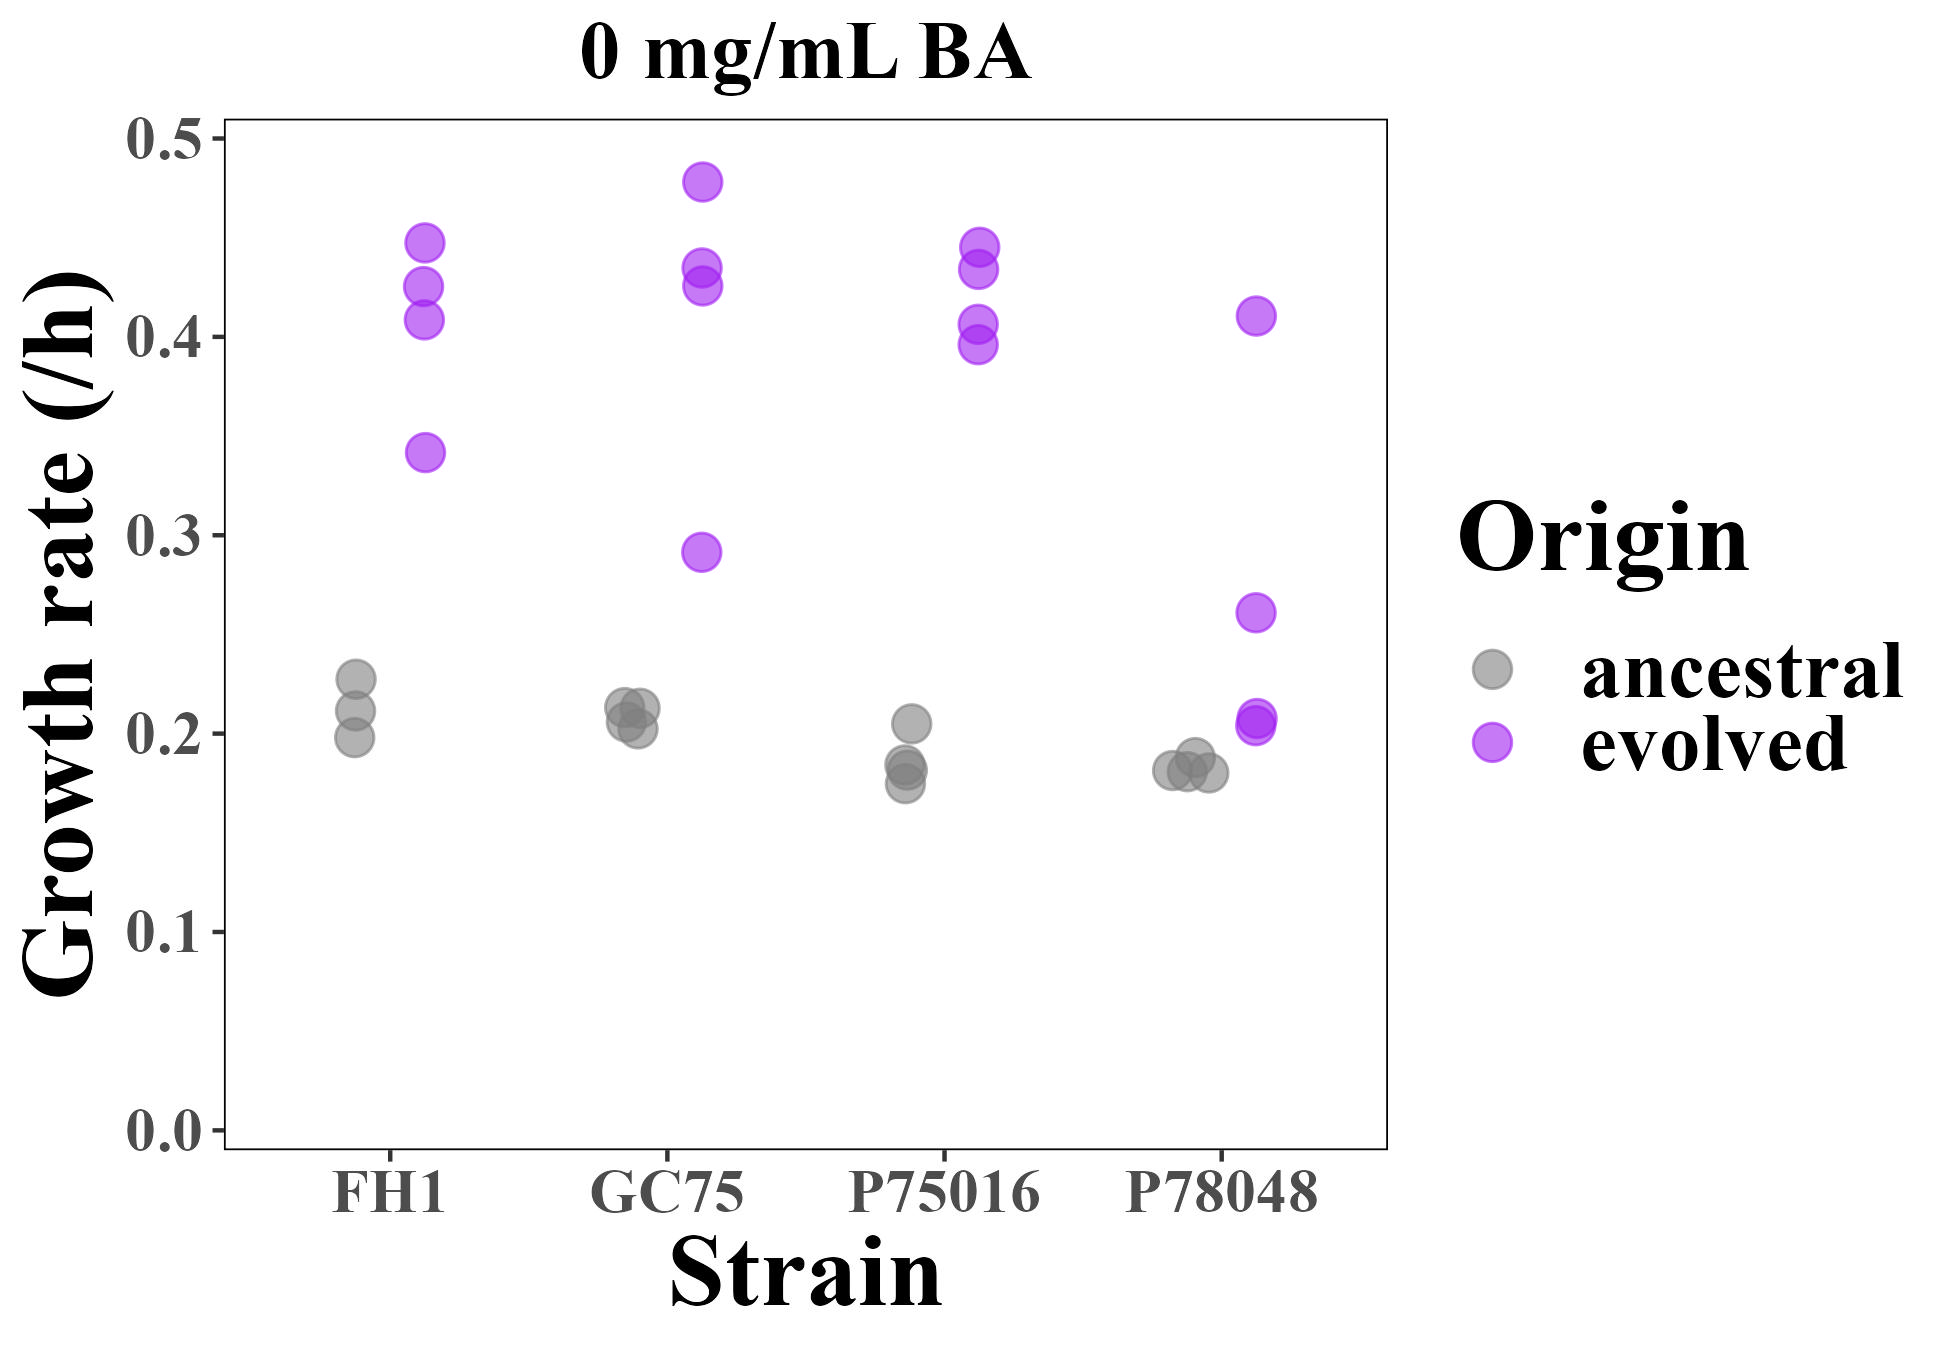 0 mg/mL BA
Growth rate (/h)
0.5
0.4
0.3
0.2
0.1
0.0
FH1 GC75 P75016 P78048
Strain
Origin
ancestral
evolved